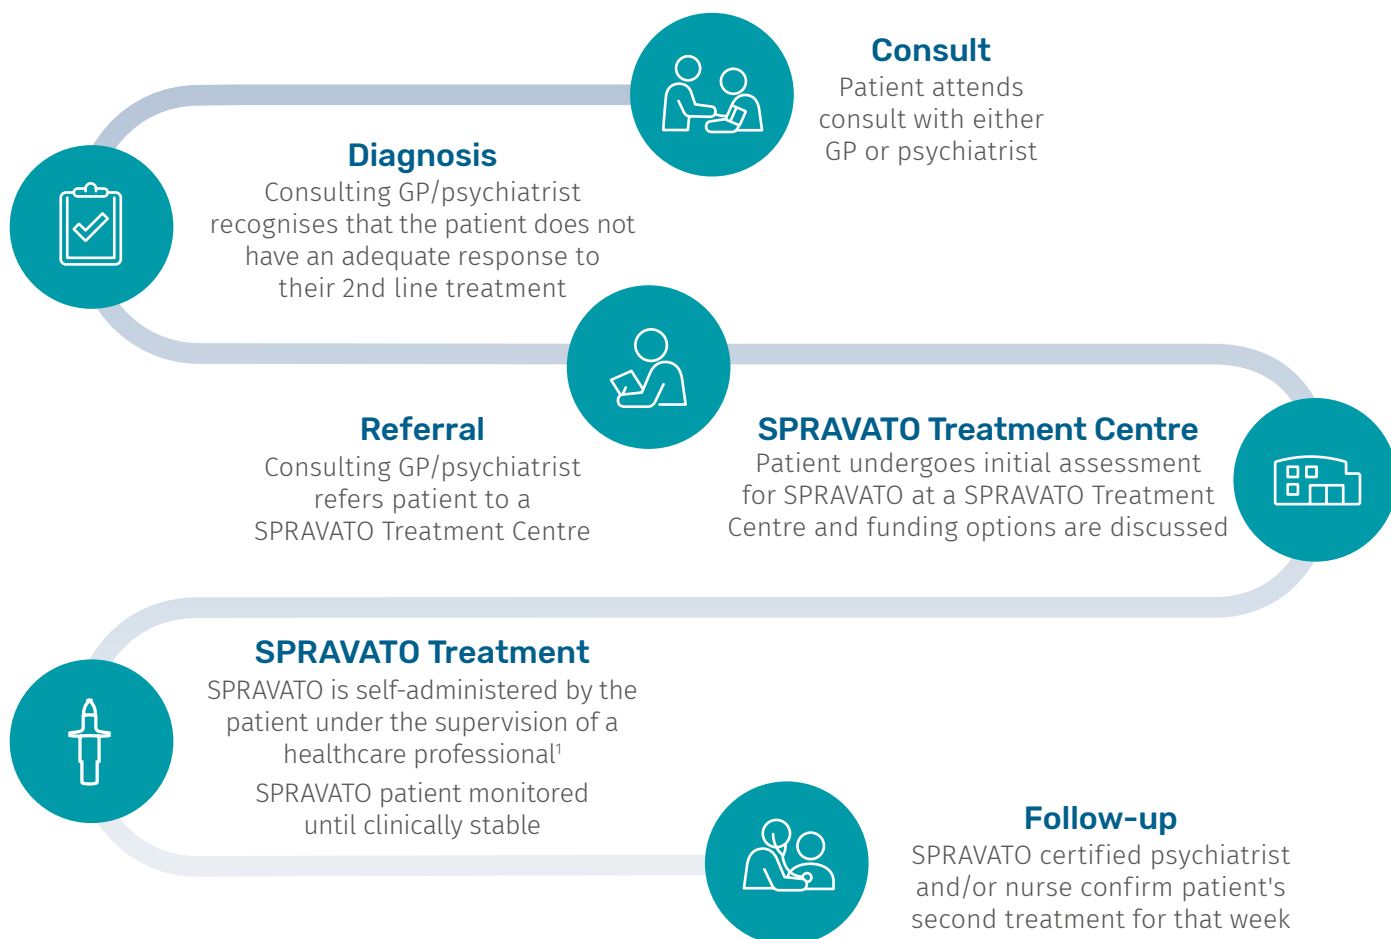 Consult
Patient attends
consult with either
GP or psychiatrist
Diagnosis
Consulting GP/psychiatrist
recognises that the patient does not
have an adequate response to
their 2nd line treatment
Referral
Consulting GP/psychiatrist
refers patient to a
SPRAVATO Treatment Centre
SPRAVATO Treatment Centre
Patient undergoes initial assessment
for SPRAVATO at a SPRAVATO Treatment
Centre and funding options are discussed
SPRAVATO Treatment
SPRAVATO is self-administered by the
patient under the supervision of a
healthcare professional¹
SPRAVATO patient monitored
until clinically stable
Follow-up
SPRAVATO certified psychiatrist
and/or nurse confirm patient's
second treatment for that week